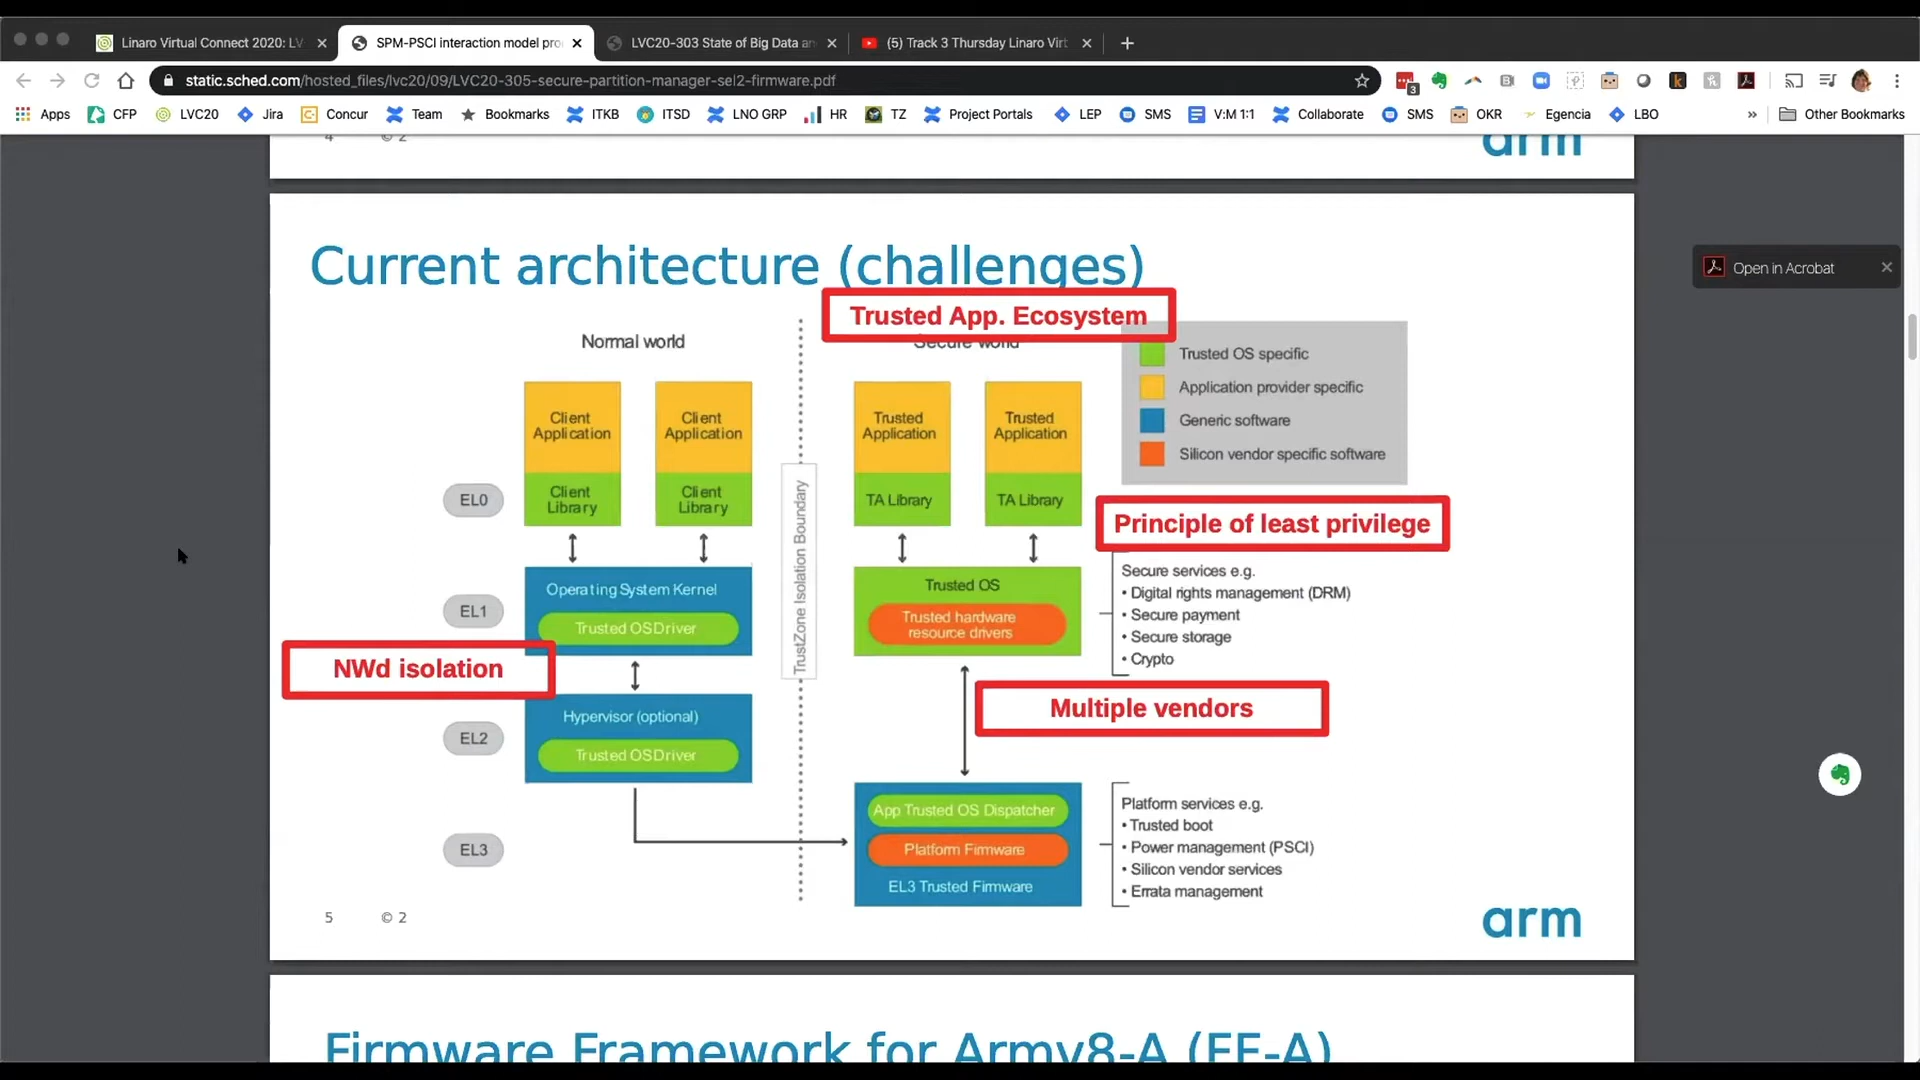 Linaro Virtual Connect 2020: LV
SPM-PSCI interaction model pro
LVC20-303 State of Big Data an
(5) Track 3 Thursday Linaro Virt
static.sched.com/hosted_files/lvc20/09/LVC20-305-secure-partition-manager-sel2-firmware.pdf
3
Apps
CFP
LVC20
Jira
Concur
Team
Bookmarks
ITKB
ITSD
LNO GRP
HR
TZ
Project Portals
LEP
SMS
V:M 1:1
Collaborate
SMS
OKR
Egencia
LBO
»
Other Bookmarks
4
© 2
arm
Current architecture (challenges)
Open in Acrobat
Trusted App. Ecosystem
Normal world
Secure world
Trusted OS specific
Application provider specific
Generic software
Silicon vendor specific software
Client
Application
Client
Application
Trusted
Application
Trusted
Application
EL0
Client
Library
Client
Library
TA Library
TA Library
TrustZone Isolation Boundary
Principle of least privilege
EL1
Operating System Kernel
Trusted OSDriver
Trusted OS
Trusted hardware
resource drivers
Secure services e.g.
• Digital rights management (DRM)
• Secure payment
• Secure storage
• Crypto
NWd isolation
Multiple vendors
EL2
Hypervisor (optional)
Trusted OSDriver
EL3
App Trusted OS Dispatcher
Platform Firmware
EL3 Trusted Firmware
Platform services e.g.
• Trusted boot
• Power management (PSCI)
• Silicon vendor services
• Errata management
5
© 2
arm
Firmware Framework for Armv8-A (FF-A)